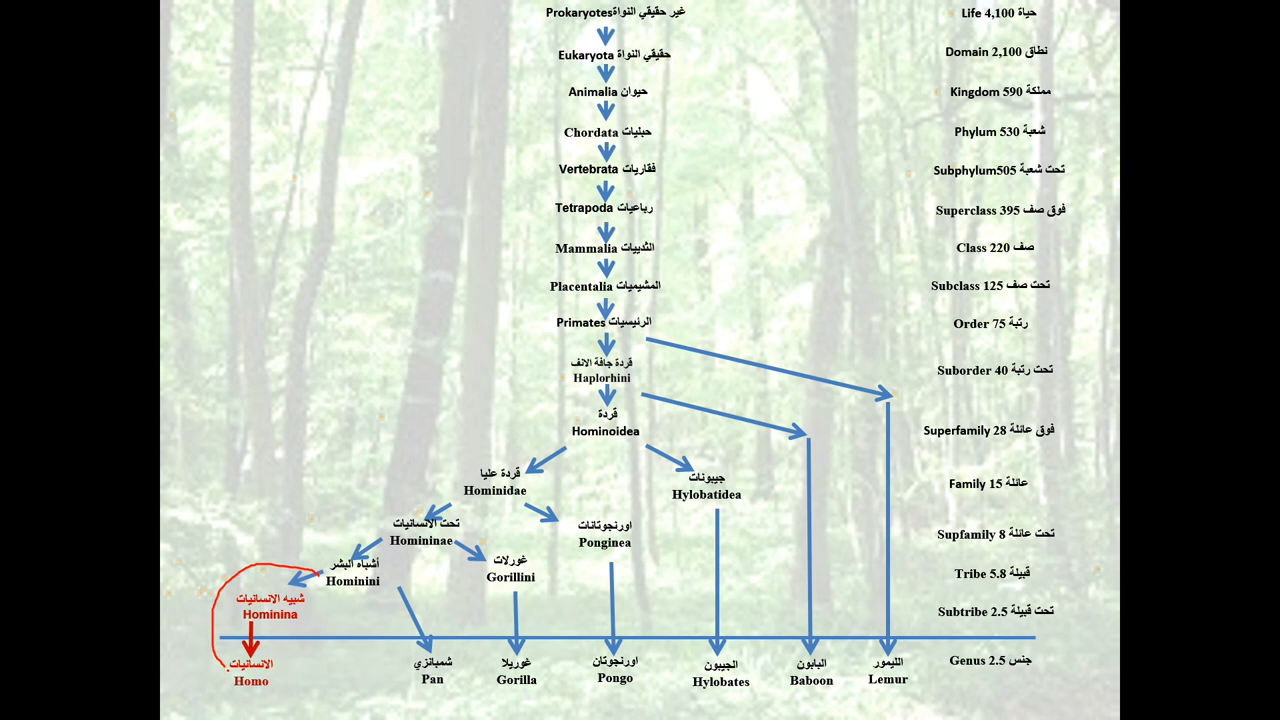 Prokaryotesغير حقيقي النواة
Life 4,100 حياة
Eukaryota حقيقي النواة
Domain 2,100 نطاق
Animalia حيوان
Kingdom 590 مملكة
Chordata حبليات
Phylum 530 شعبة
Vertebrata فقاريات
Subphylum505 تحت شعبة
Tetrapoda رباعيات
Superclass 395 فوق صف
Mammalia الثدييات
Class 220 صف
Placentalia المشيميات
Subclass 125 تحت صف
Primates الرئيسيات
Order 75 رتبة
قردة جافة الانف
Haplorhini
Suborder 40 تحت رتبة
قردة
Hominoidea
Superfamily 28 فوق عائلة
قردة عليا
Hominidae
جيبونات
Hylobatidea
Family 15 عائلة
تحت الانسانيات
Homininae
اورنجوتانات
Ponginea
Supfamily 8 تحت عائلة
أشباه البشر
Hominini
غورلات
Gorillini
Tribe 5.8 قبيلة
شبيه الانسانيات
Hominina
Subtribe 2.5 تحت قبيلة
الانسانيات
Homo
شمبانزي
Pan
غوريلا
Gorilla
اورنجوتان
Pongo
الجيبون
Hylobates
البابون
Baboon
الليمور
Lemur
Genus 2.5 جنس